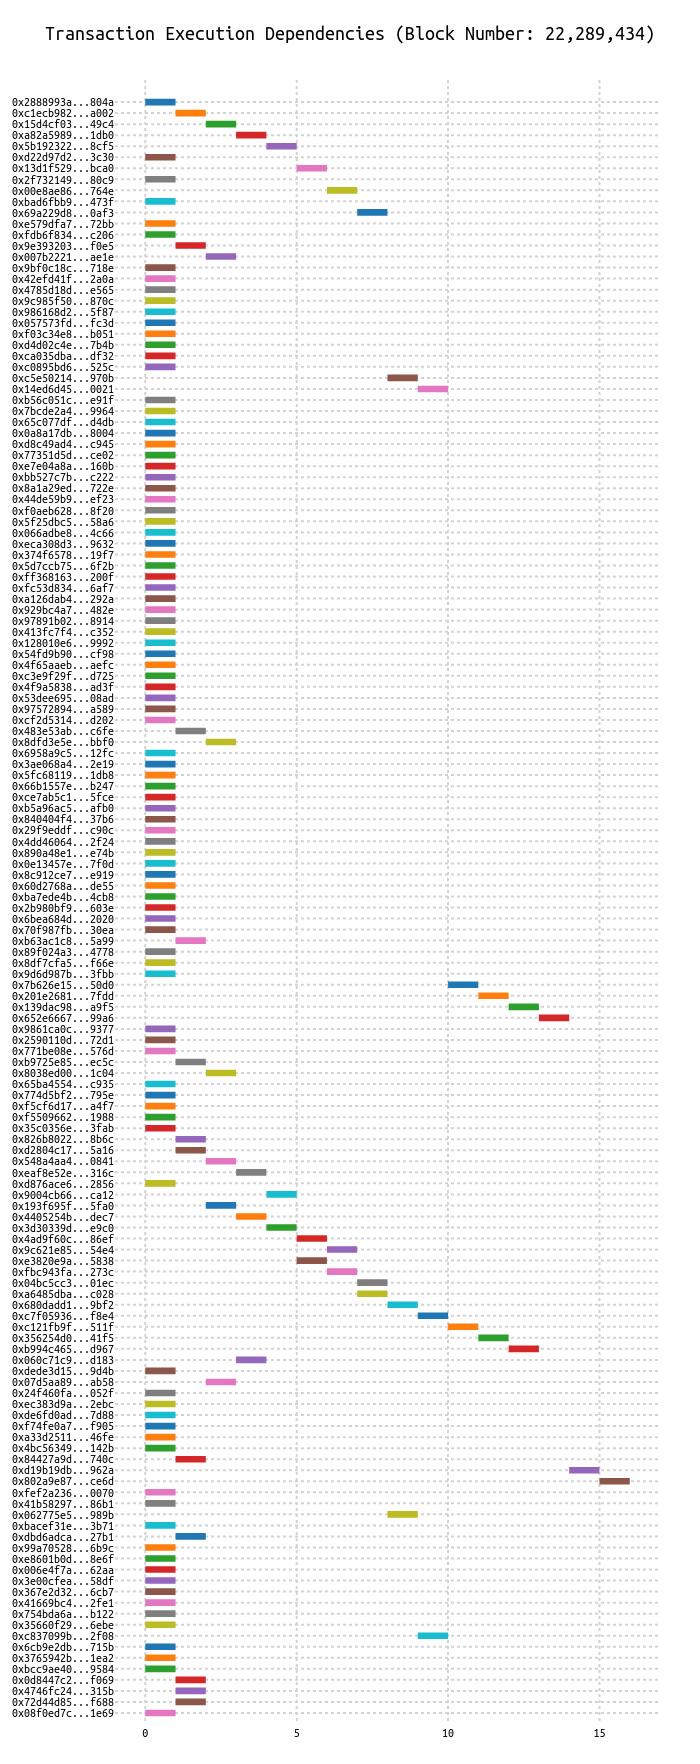 Transaction Execution Dependencies (Block Number: 22,289,434)
0x2888993a...804a
0xc1ecb982...a002
0x15d4cf03...49c4
0xa82a5989...1db0
0x5b192322...8cf5
0xd22d97d2...3c30
0x13d1f529...bca0
0x2f732149...80c9
0x00e8ae86...764e
0xbad6fbb9...473f
0x69a229d8...0af3
0xe579dfa7...72bb
0xfdb6f834...c206
0x9e393203...f0e5
0x007b2221...ae1e
0x9bf0c18c...718e
0x42efd41f...2a0a
0x4785d18d...e565
0x9c985f50...870c
0x986168d2...5f87
0x057573fd...fc3d
0xf03c34e8...b051
0xd4d02c4e...7b4b
0xca035dba...df32
0xc0895bd6...525c
0xc5e50214...970b
0x14ed6d45...0021
0xb56c051c...e91f
0x7bcde2a4...9964
0x65c077df...d4db
0x0a8a17db...8004
0xd8c49ad4...c945
0x77351d5d...ce02
0xe7e04a8a...160b
0xbb527c7b...c222
0x8a1a29ed...722e
0x44de59b9...ef23
0xf0aeb628...8f20
0x5f25dbc5...58a6
0x066adbe8...4c66
0xeca308d3...9632
0x374f6578...19f7
0x5d7ccb75...6f2b
0xff368163...200f
0xfc53d834...6af7
0xa126dab4...292a
0x929bc4a7...482e
0x97891b02...8914
0x413fc7f4...c352
0x128010e6...9992
0x54fd9b90...cf98
0x4f65aaeb...aefc
0xc3e9f29f...d725
0x4f9a5838...ad3f
0x53dee695...08ad
0x97572894...a589
0xcf2d5314...d202
0x483e53ab...c6fe
0x8dfd3e5e...bbf0
0x6958a9c5...12fc
0x3ae068a4...2e19
0x5fc68119...1db8
0x66b1557e...b247
0xce7ab5c1...5fce
0xb5a96ac5...afb0
0x840404f4...37b6
0x29f9eddf...c90c
0x4dd46064...2f24
0x890a48e1...e74b
0x0e13457e...7f0d
0x8c912ce7...e919
0x60d2768a...de55
0xba7ede4b...4cb8
0x2b980bf9...603e
0x6bea684d...2020
0x70f987fb...30ea
0xb63ac1c8...5a99
0x89f024a3...4778
0x8df7cfa5...f66e
0x9d6d987b...3fbb
0x7b626e15...50d0
0x201e2681...7fdd
0x139dac98...a9f5
0x652e6667...99a6
0x9861ca0c...9377
0x2590110d...72d1
0x771be08e...576d
0xb9725e85...ec5c
0x8038ed00...1c04
0x65ba4554...c935
0x774d5bf2...795e
0xf5cf6d17...a4f7
0xf5509662...1988
0x35c0356e...3fab
0x826b8022...8b6c
0xd2804c17...5a16
0x548a4aa4...0841
0xeaf8e52e...316c
0xd876ace6...2856
0x9004cb66...ca12
0x193f695f...5fa0
0x4405254b...dec7
0x3d30339d...e9c0
0x4ad9f60c...86ef
0x9c621e85...54e4
0xe3820e9a...5838
0xfbc943fa...273c
0x04bc5cc3...01ec
0xa6485dba...c028
0x680dadd1...9bf2
0xc7f05936...f8e4
0xc121fb9f...511f
0x356254d0...41f5
0xb994c465...d967
0x060c71c9...d183
0xdede3d15...9d4b
0x07d5aa89...ab58
0x24f460fa...052f
0xec383d9a...2ebc
0xde6fd0ad...7d88
0xf74fe0a7...f905
0xa33d2511...46fe
0x4bc56349...142b
0x84427a9d...740c
0xd19b19db...962a
0x802a9e87...ce6d
0xfef2a236...0070
0x41b58297...86b1
0x062775e5...989b
0xbacef31e...3b71
0xdbd6adca...27b1
0x99a70528...6b9c
0xe8601b0d...8e6f
0x006e4f7a...62aa
0x3e00cfea...58df
0x367e2d32...6cb7
0x41669bc4...2fe1
0x754bda6a...b122
0x35660f29...6ebe
0xc837099b...2f08
0x6cb9e2db...715b
0x3765942b...1ea2
0xbcc9ae40...9584
0x0d8447c2...f069
0x4746fc24...315b
0x72d44d85...f688
0x08f0ed7c...1e69
0 5 10 15